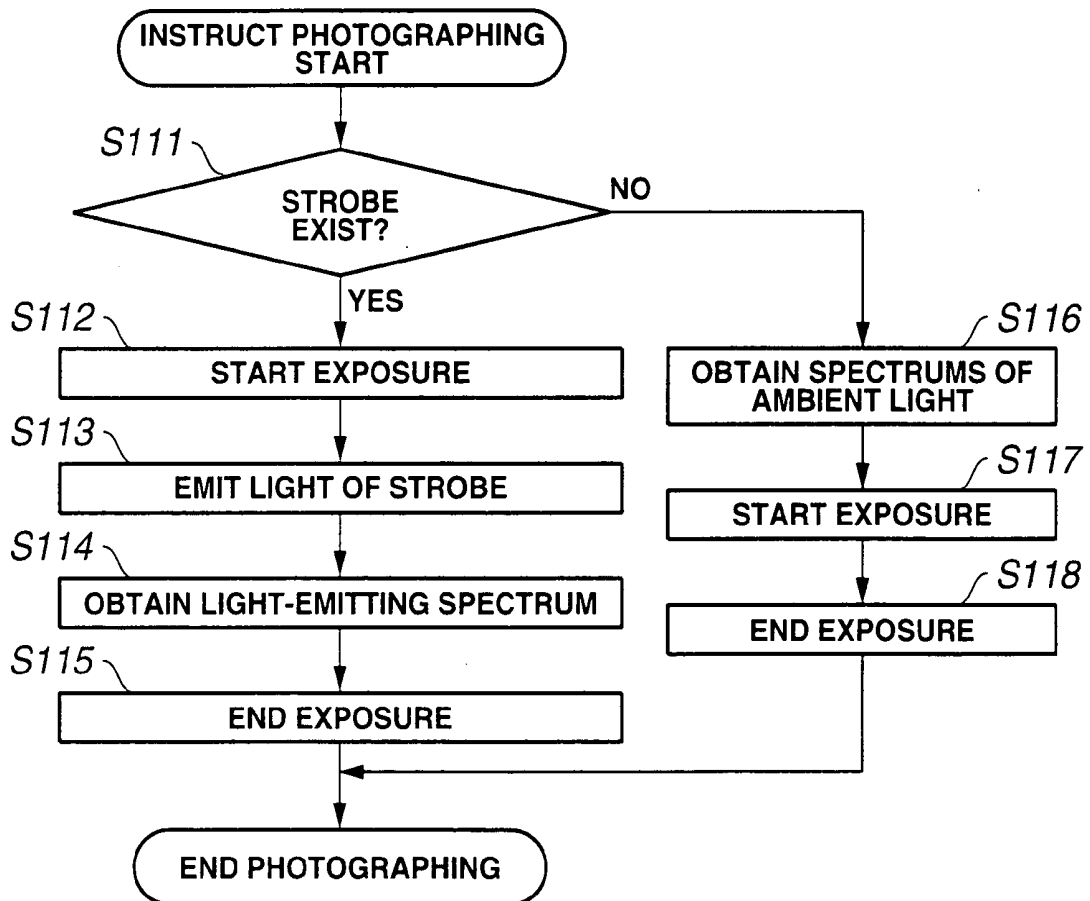 INSTRUCT PHOTOGRAPHING
START
S111
STROBE
EXIST?
NO
YES
S112
START EXPOSURE
S113
EMIT LIGHT OF STROBE
S114
OBTAIN LIGHT-EMITTING SPECTRUM
S115
END EXPOSURE
S116
OBTAIN SPECTRUMS OF
AMBIENT LIGHT
S117
START EXPOSURE
S118
END EXPOSURE
END PHOTOGRAPHING